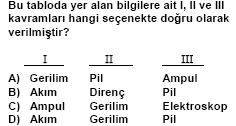 Bu tabloda yer alan bilgilere ait I, II ve III
kavramları hangi seçenekte doğru olarak
verilmiştir?
I II III
A) Gerilim Pil Ampul
B) Akım Direnç Pil
C) Ampul Gerilim Elektroskop
D) Akım Gerilim Pil